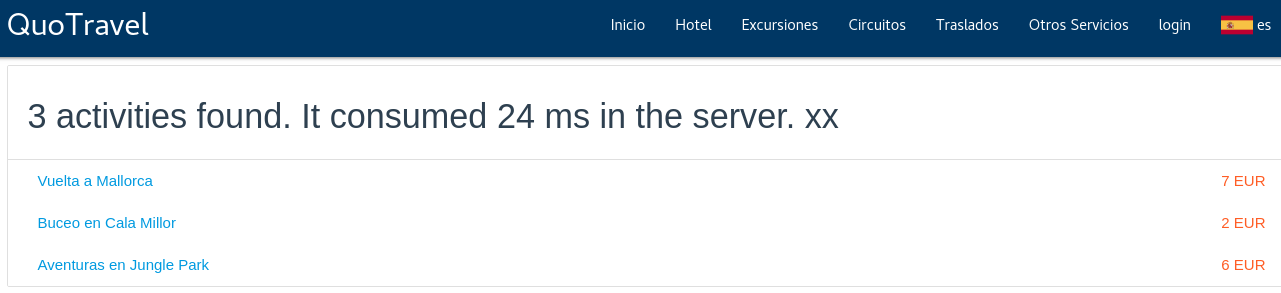 QuoTravel Inicio Hotel Excursiones Circuitos Traslados Otros Servicios login es
3 activities found. It consumed 24 ms in the server. xx
Vuelta a Mallorca 7 EUR
Buceo en Cala Millor 2 EUR
Aventuras en Jungle Park 6 EUR